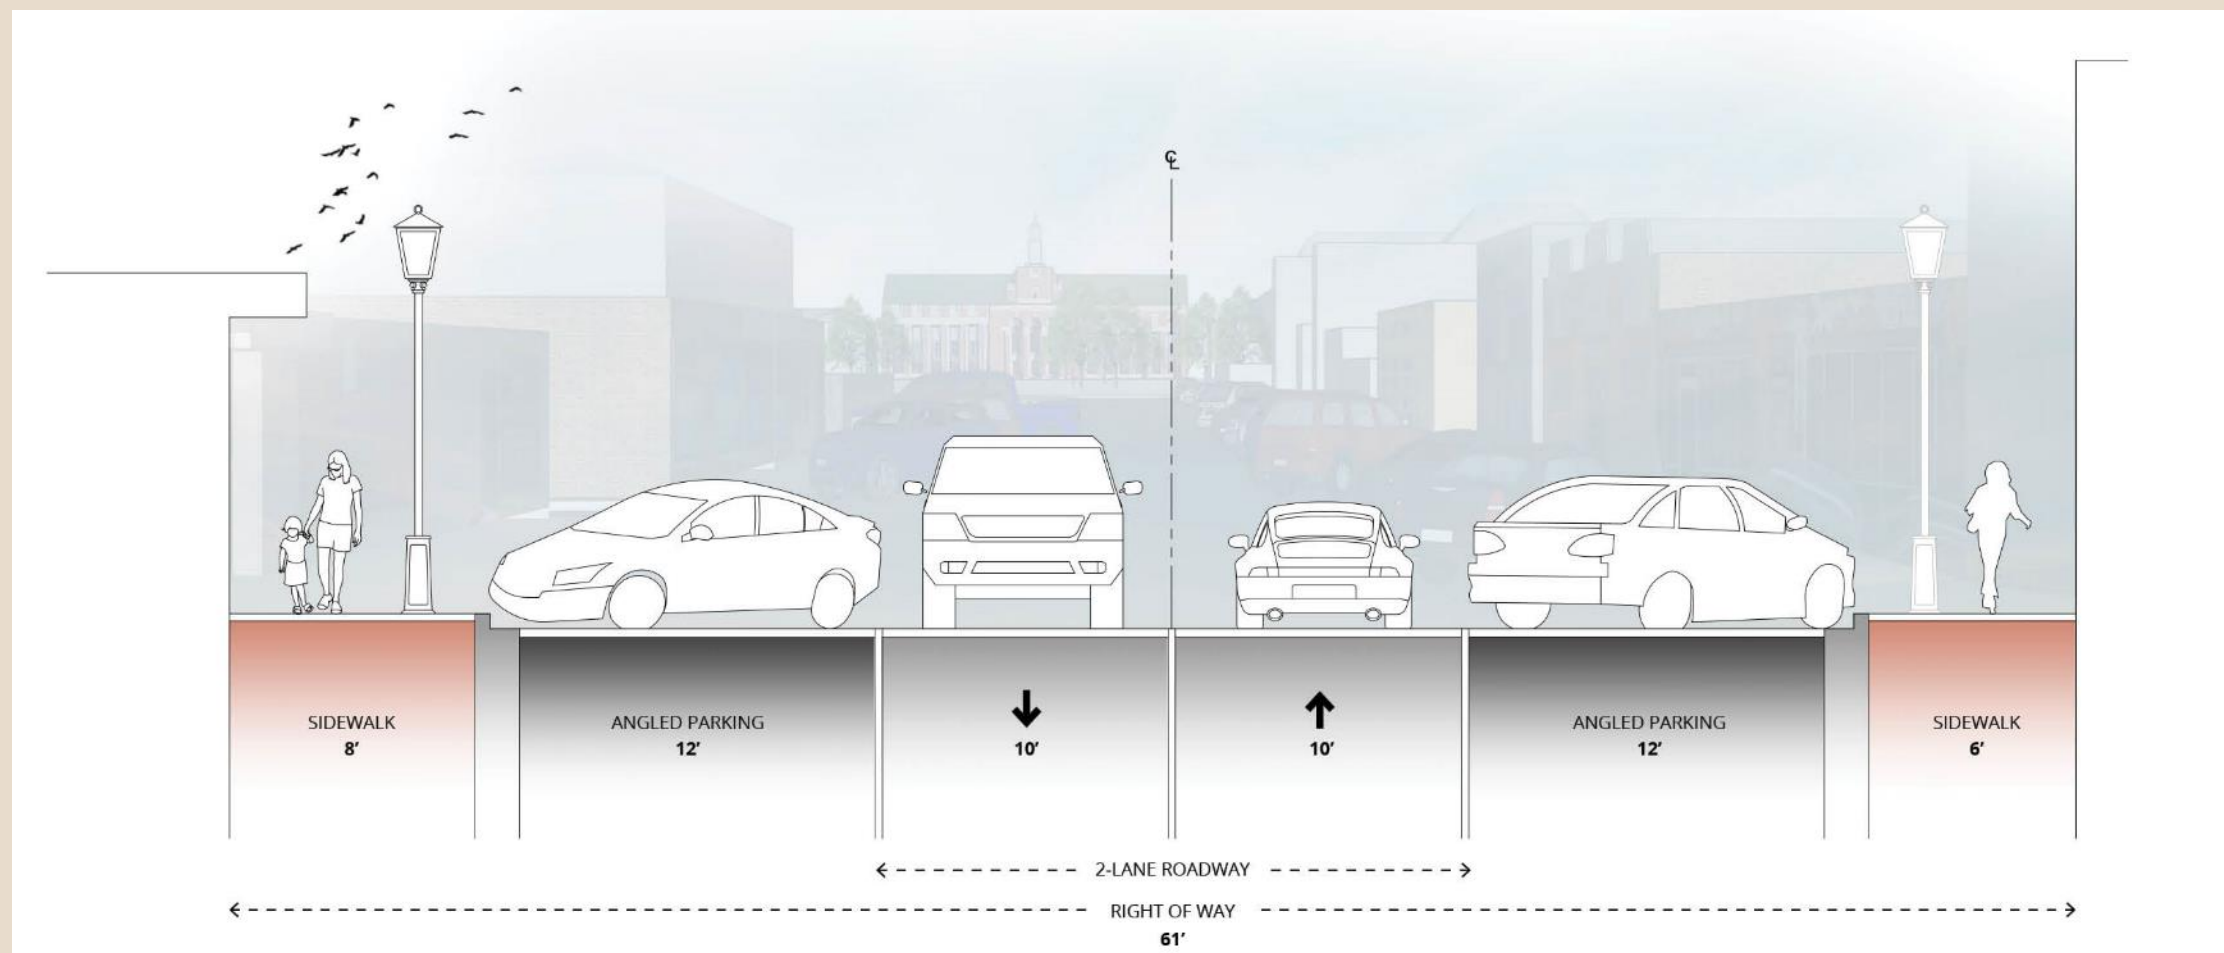 ℄
SIDEWALK
8’
ANGLED PARKING
12’
10’
10’
ANGLED PARKING
12’
SIDEWALK
6’
2-LANE ROADWAY
RIGHT OF WAY
61’